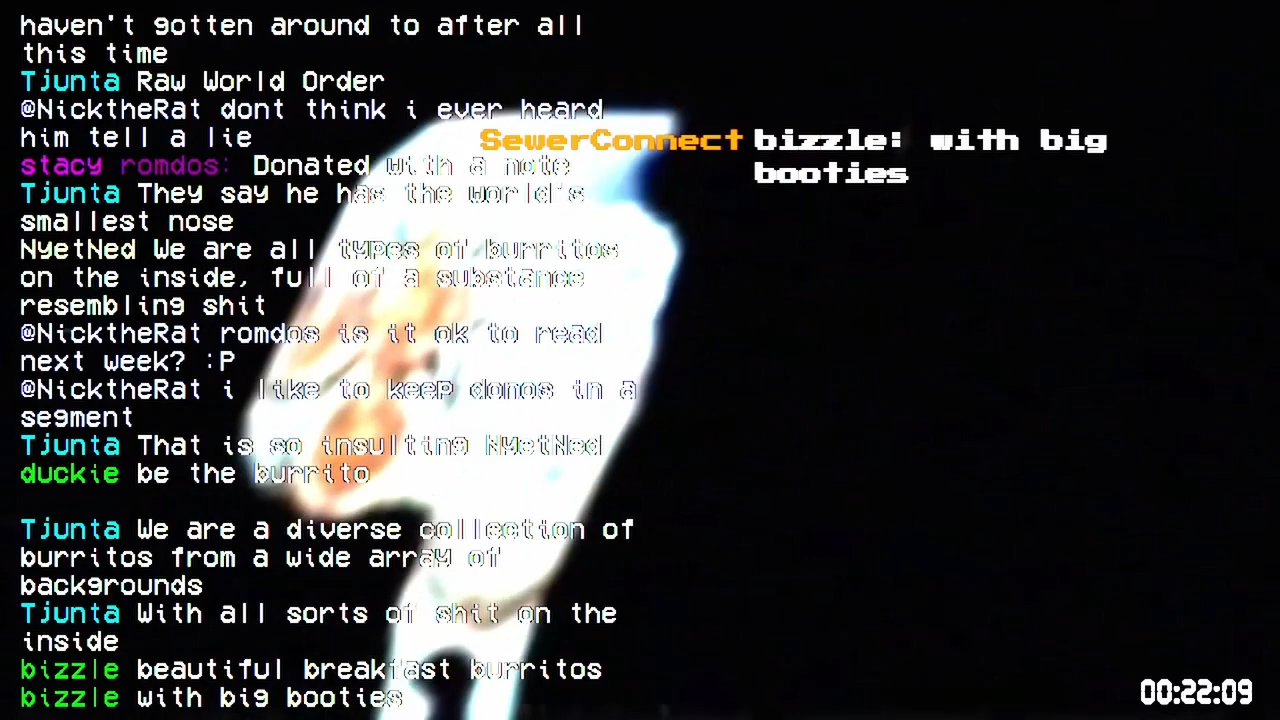 haven't gotten around to after all
this time
Tjunta Raw World Order
@NicktheRat dont think i ever heard
him tell a lie
SewerConnect bizzle: with big
booties
stacy romdos: Donated with a note
Tjunta They say he has the world's
smallest nose
NyetNed We are all types of burritos
on the inside, full of a substance
resembling shit
@NicktheRat romdos is it ok to read
next week? :P
@NicktheRat i like to keep donos in a
segment
Tjunta That is so insulting NyetNed
duckie be the burrito
Tjunta We are a diverse collection of
burritos from a wide array of
backgrounds
Tjunta With all sorts of shit on the
inside
bizzle beautiful breakfast burritos
bizzle with big booties
00:22:09